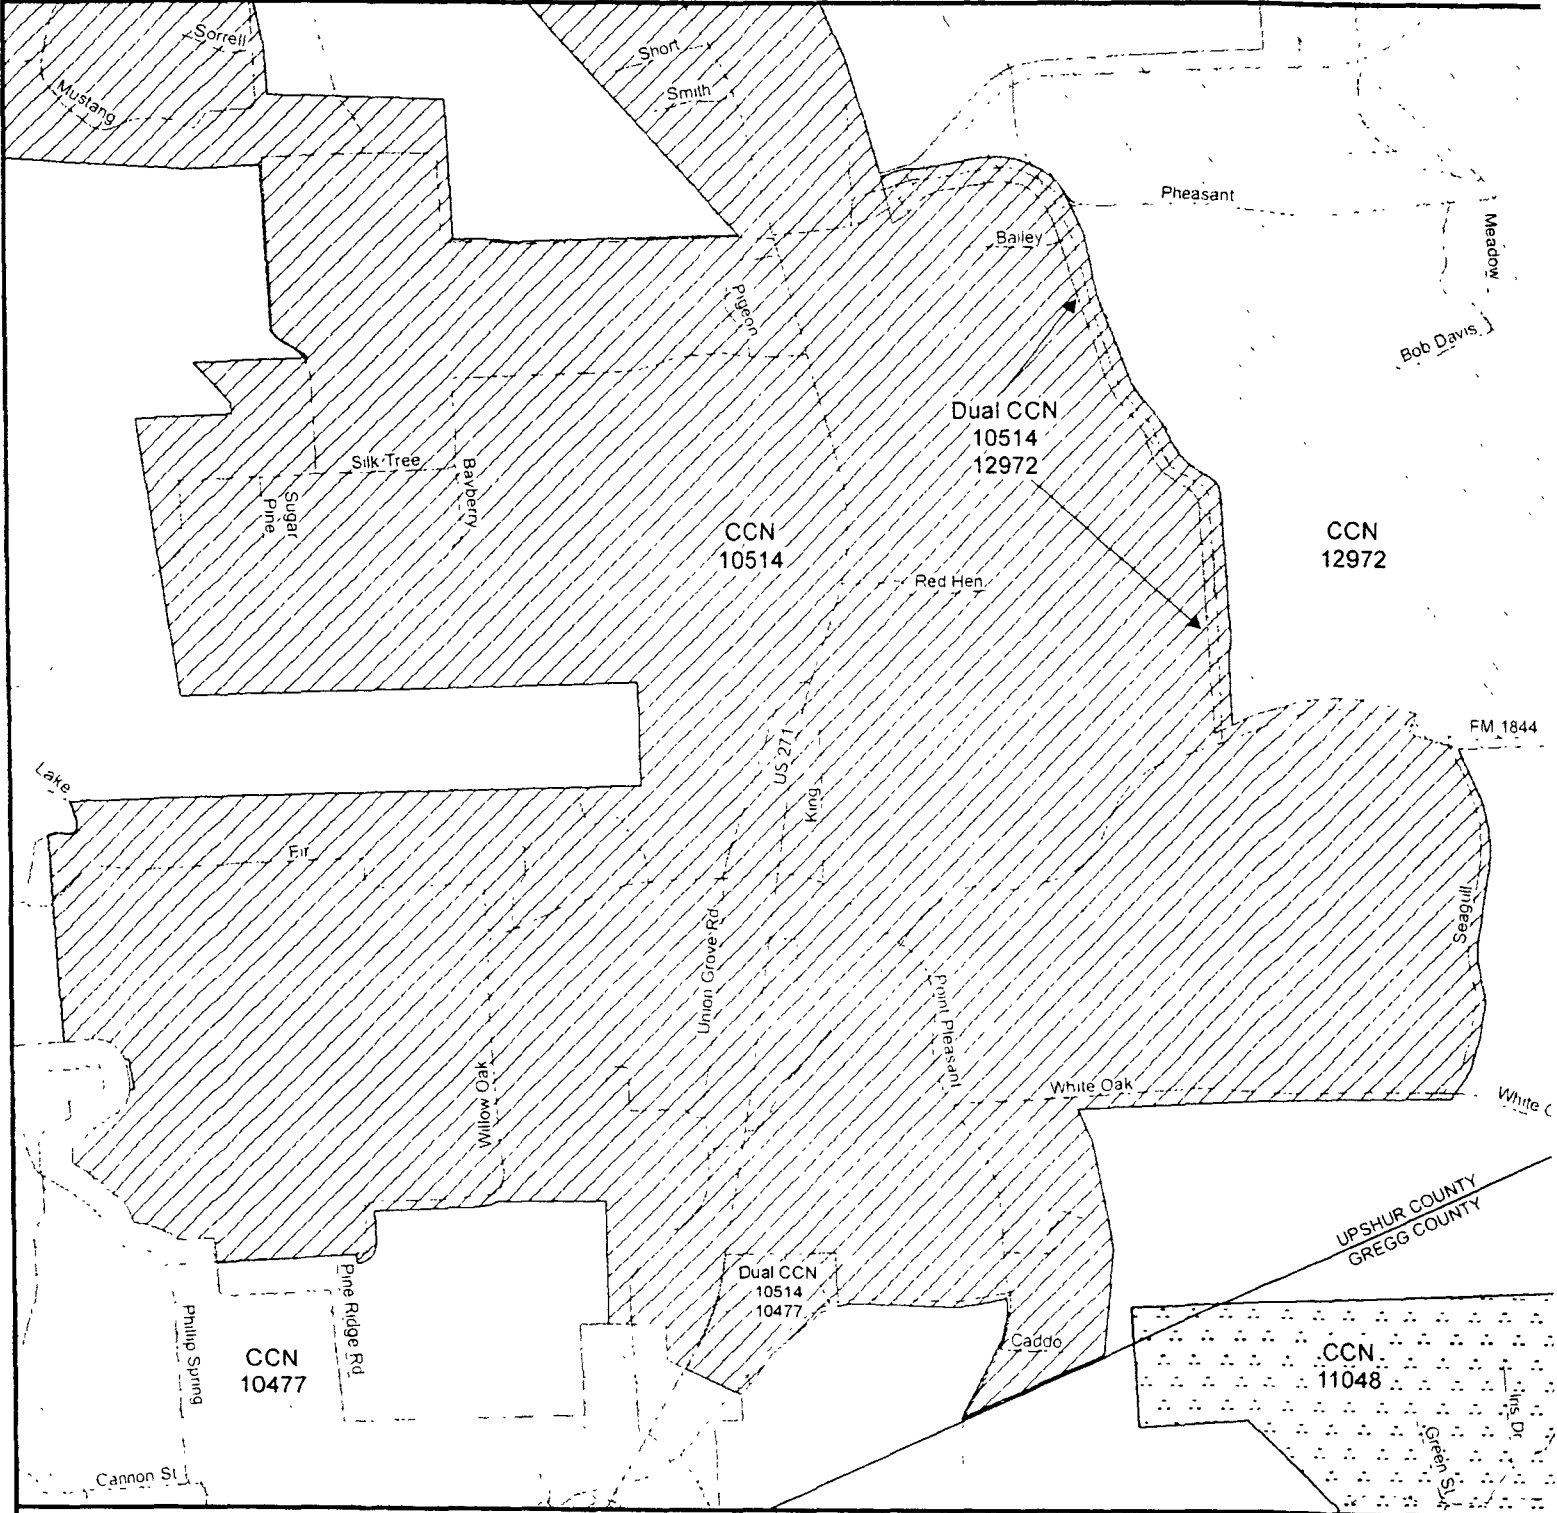 Sorrell
Mustang
Short
Smith
Pheasant
Meadow
Bailey
Bob Davis
Pigeon
Dual CCN
10514
12972
Silk Tree
Bayberry
Sugar
Pine
CCN
10514
CCN
12972
Red Hen
FM 1844
US 271
King
Lake
Fir
Seagull
Union Grove Rd
Point Pleasant
Willow Oak
White Oak
White
UPSHUR COUNTY
GREGG COUNTY
Dual CCN
10514
10477
Caddo
Pine Ridge Rd
Phillip Spring
CCN
10477
CCN
11048
Iris Dr
Green St
Cannon St